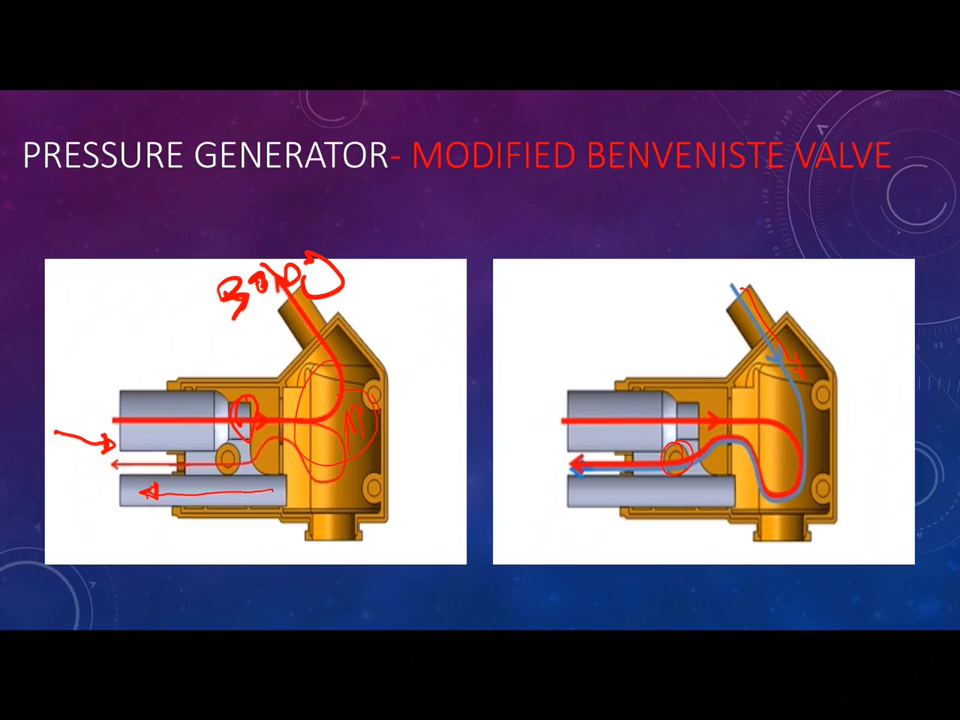 PRESSURE GENERATOR- MODIFIED BENVENISTE VALVE